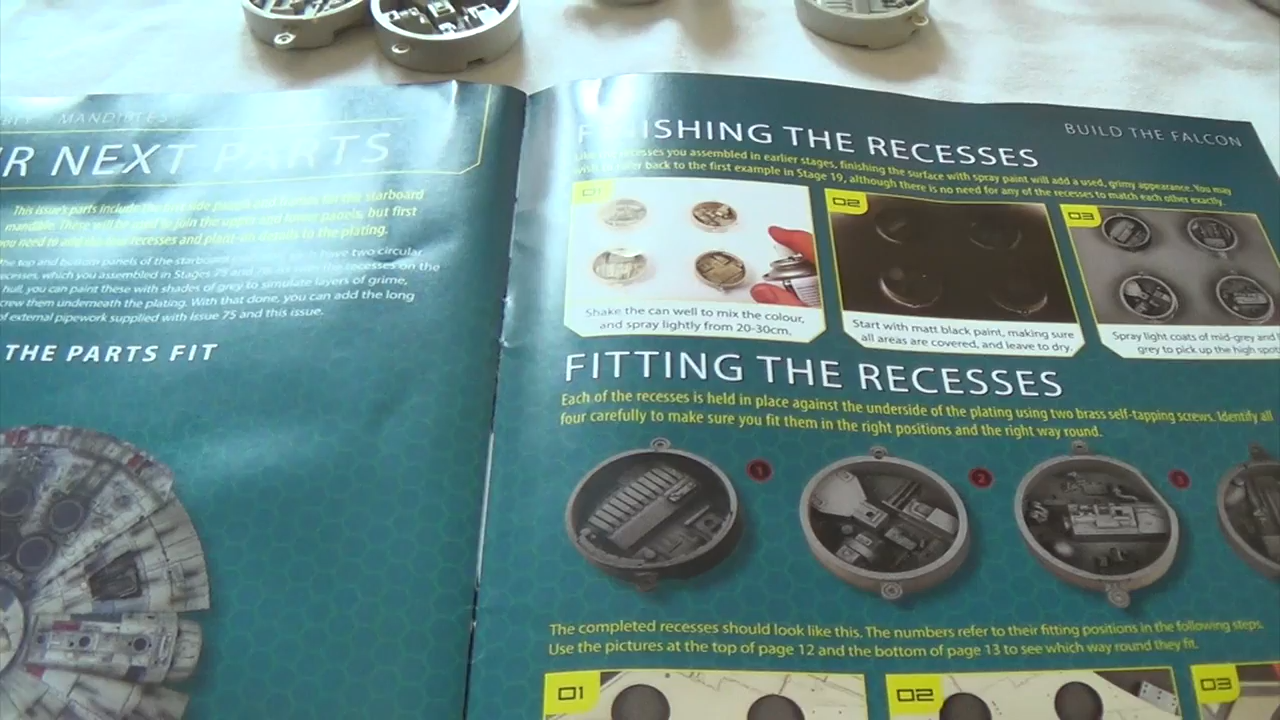 MANDIBLES
R NEXT PARTS
This issue's parts include the
for the starboard
mandible. These will be used to join the upper and lower panels, but first
you need to add the four recesses and plant-on details to the plating.
The top and bottom panels of the starboard
have two circular
recesses, which you assembled in Stages 75 and
the recesses on the
hull, you can paint these with shades of grey to simulate layers of grime,
screw them underneath the plating. With that done, you can add the long
of external pipework supplied with Issue 75 and this issue.
THE PARTS FIT
BUILD THE FALCON
FINISHING THE RECESSES
recesses you assembled in earlier stages, finishing the surface with spray paint will add a used, grimy appearance. You may
refer back to the first example in Stage 19, although there is no need for any of the recesses to match each other exactly.
01
Shake the can well to mix the colour,
and spray lightly from 20-30cm.
02
Start with matt black paint, making sure
all areas are covered, and leave to dry.
03
Spray light coats of mid-grey and
grey to pick up the high spot
FITTING THE RECESSES
Each of the recesses is held in place against the underside of the plating using two brass self-tapping screws. Identify all
four carefully to make sure you fit them in the right positions and the right way round.
1
2
3
The completed recesses should look like this. The numbers refer to their fitting positions in the following steps.
Use the pictures at the top of page 12 and the bottom of page 13 to see which way round they fit.
01
02
03